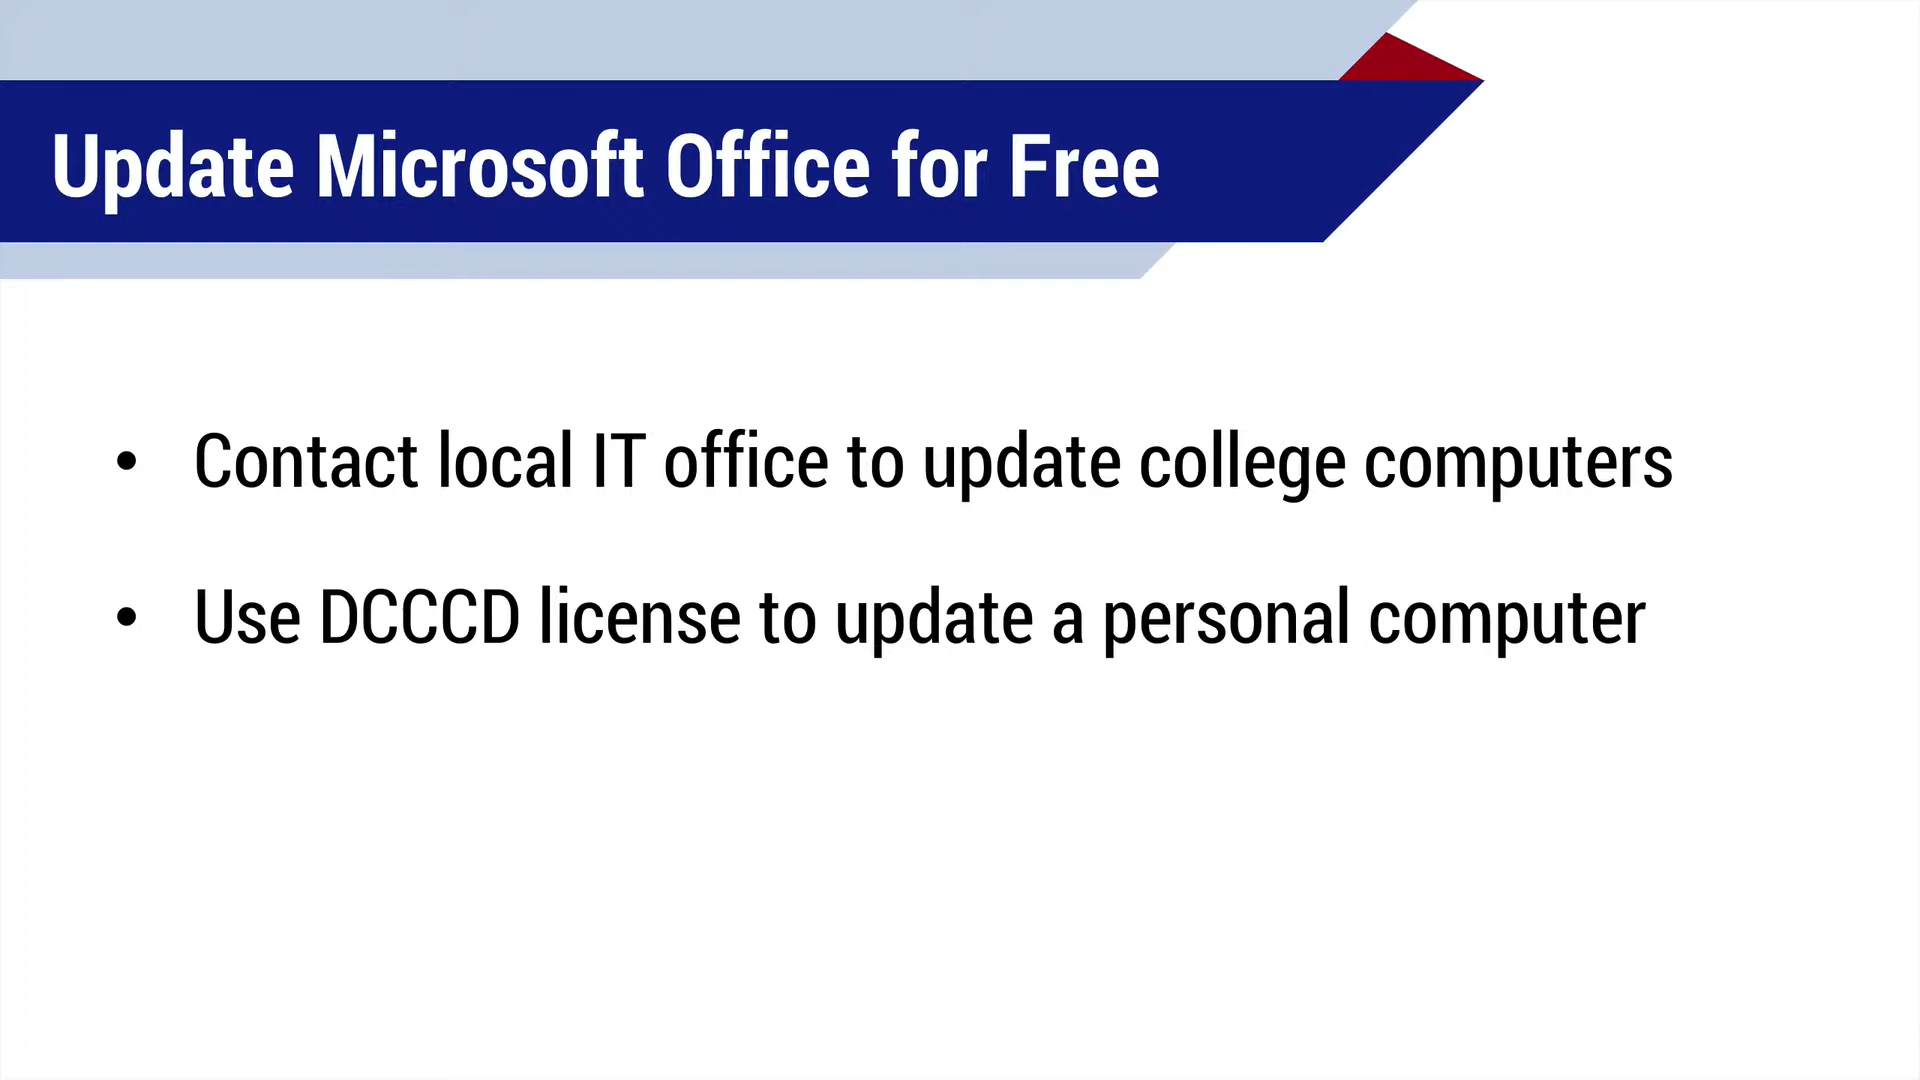 Update Microsoft Office for Free
• Contact local IT office to update college computers
• Use DCCCD license to update a personal computer